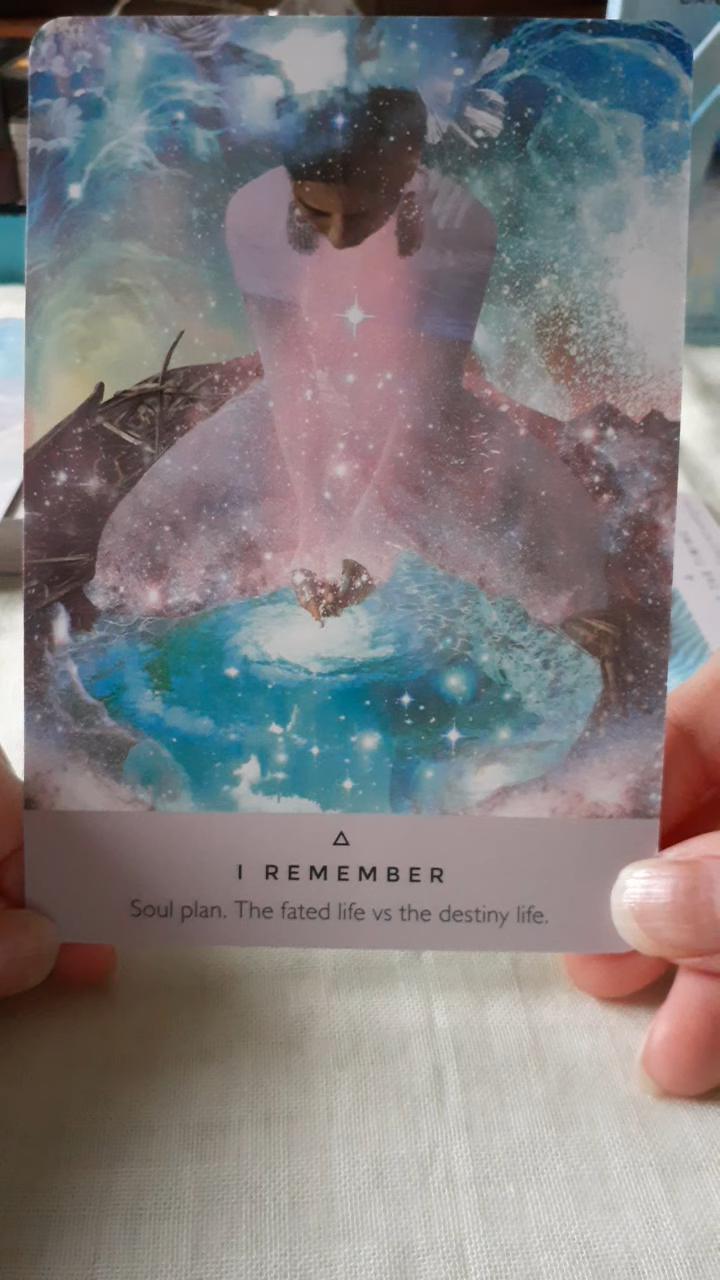 I REMEMBER
Soul plan. The fated life vs the destiny life.